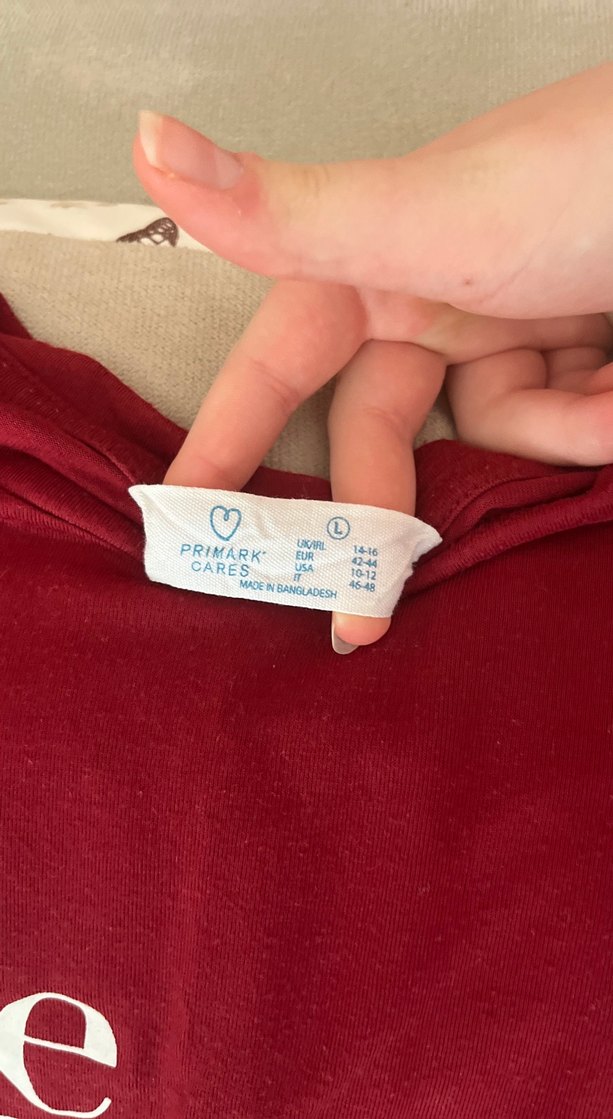 PRIMARK
CARES
L
UK/IRL 14-16
EUR 42-44
USA 10-12
IT 46-48
MADE IN BANGLADESH
e